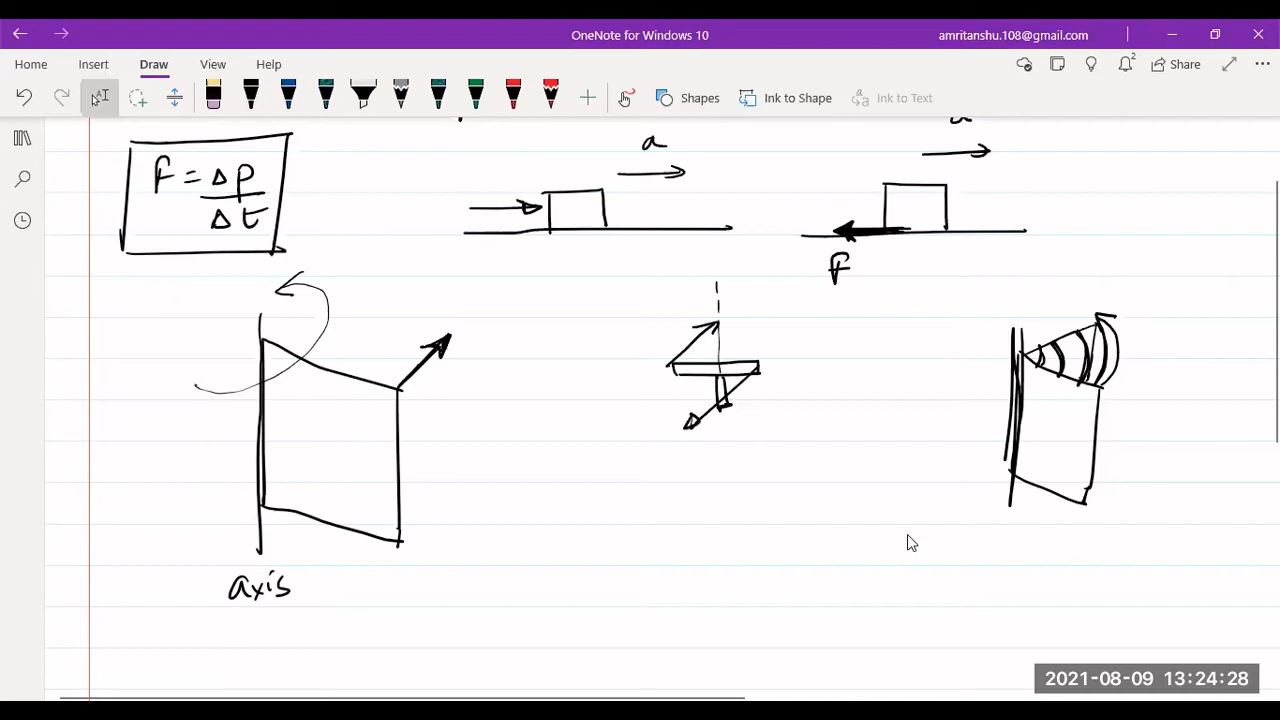 OneNote for Windows 10
amritanshu.108@gmail.com
Home
Insert
Draw
View
Help
Share
Shapes
Ink to Shape
Ink to Text
a
F = Δp
Δt
F
axis
2021-08-09 13:24:28